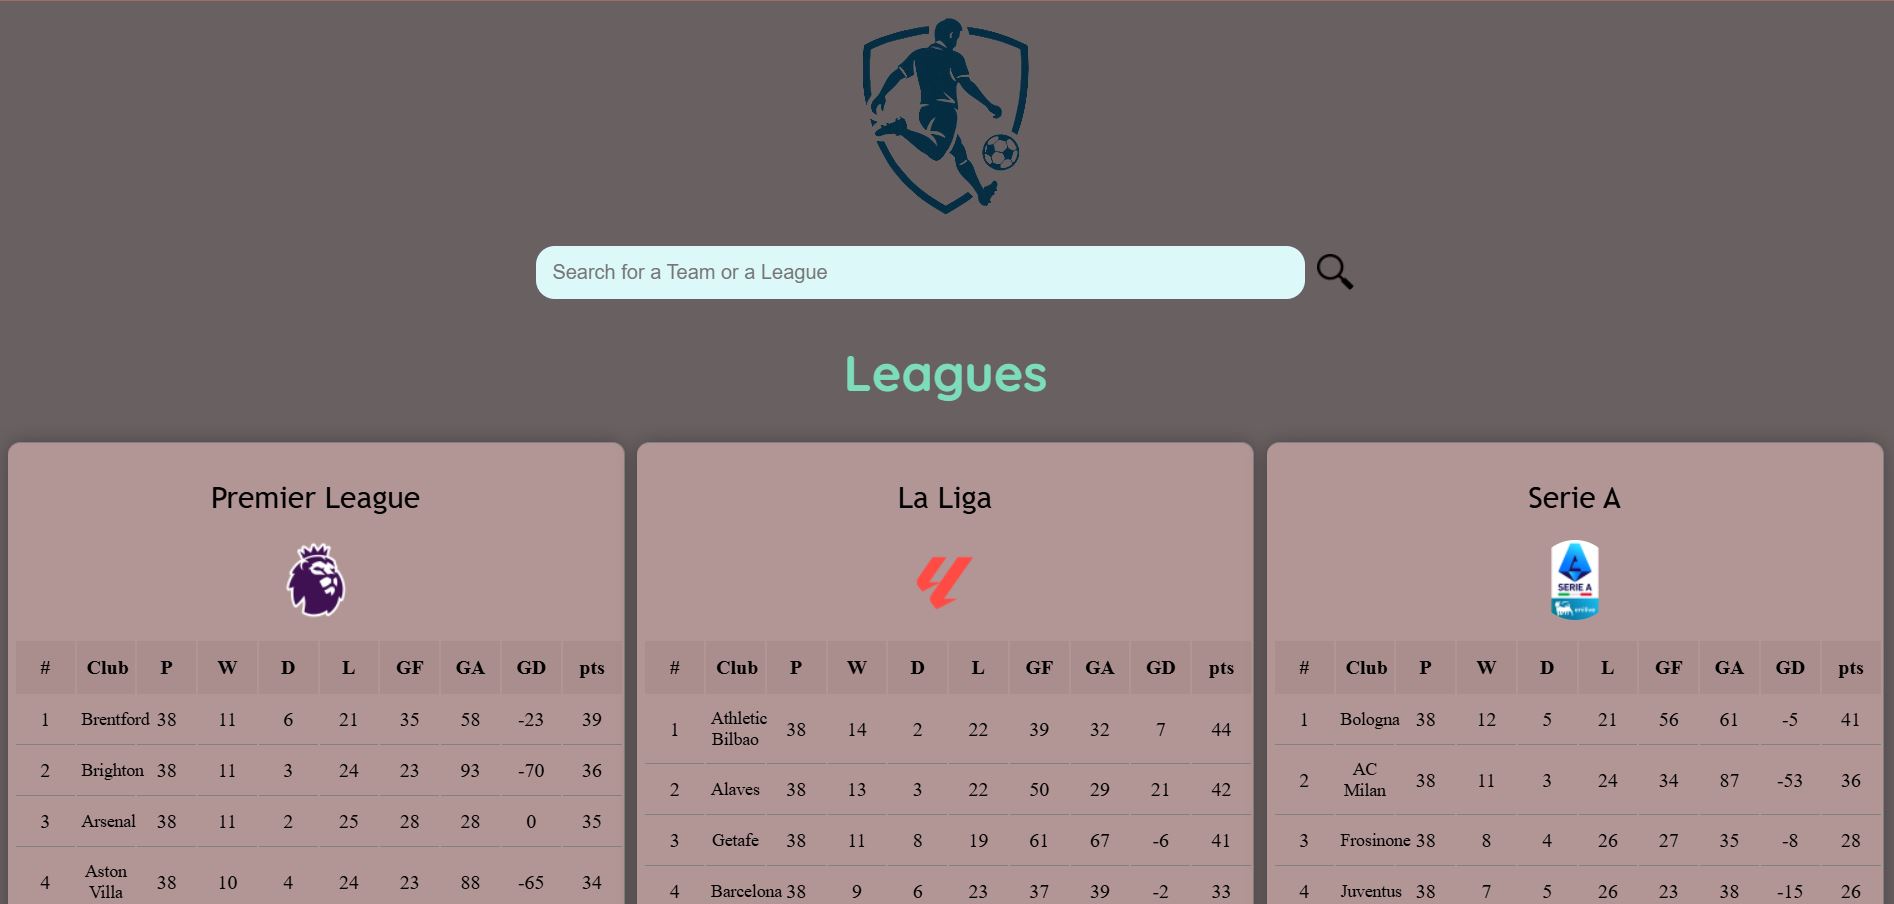 Search for a Team or a League
Leagues
Premier League
# Club P W D L GF GA GD pts
1 Brentford 38 11 6 21 35 58 -23 39
2 Brighton 38 11 3 24 23 93 -70 36
3 Arsenal 38 11 2 25 28 28 0 35
4 Aston Villa 38 10 4 24 23 88 -65 34
La Liga
# Club P W D L GF GA GD pts
1 Athletic Bilbao 38 14 2 22 39 32 7 44
2 Alaves 38 13 3 22 50 29 21 42
3 Getafe 38 11 8 19 61 67 -6 41
4 Barcelona 38 9 6 23 37 39 -2 33
Serie A
SERIE A
enilive
# Club P W D L GF GA GD pts
1 Bologna 38 12 5 21 56 61 -5 41
2 AC Milan 38 11 3 24 34 87 -53 36
3 Frosinone 38 8 4 26 27 35 -8 28
4 Juventus 38 7 5 26 23 38 -15 26